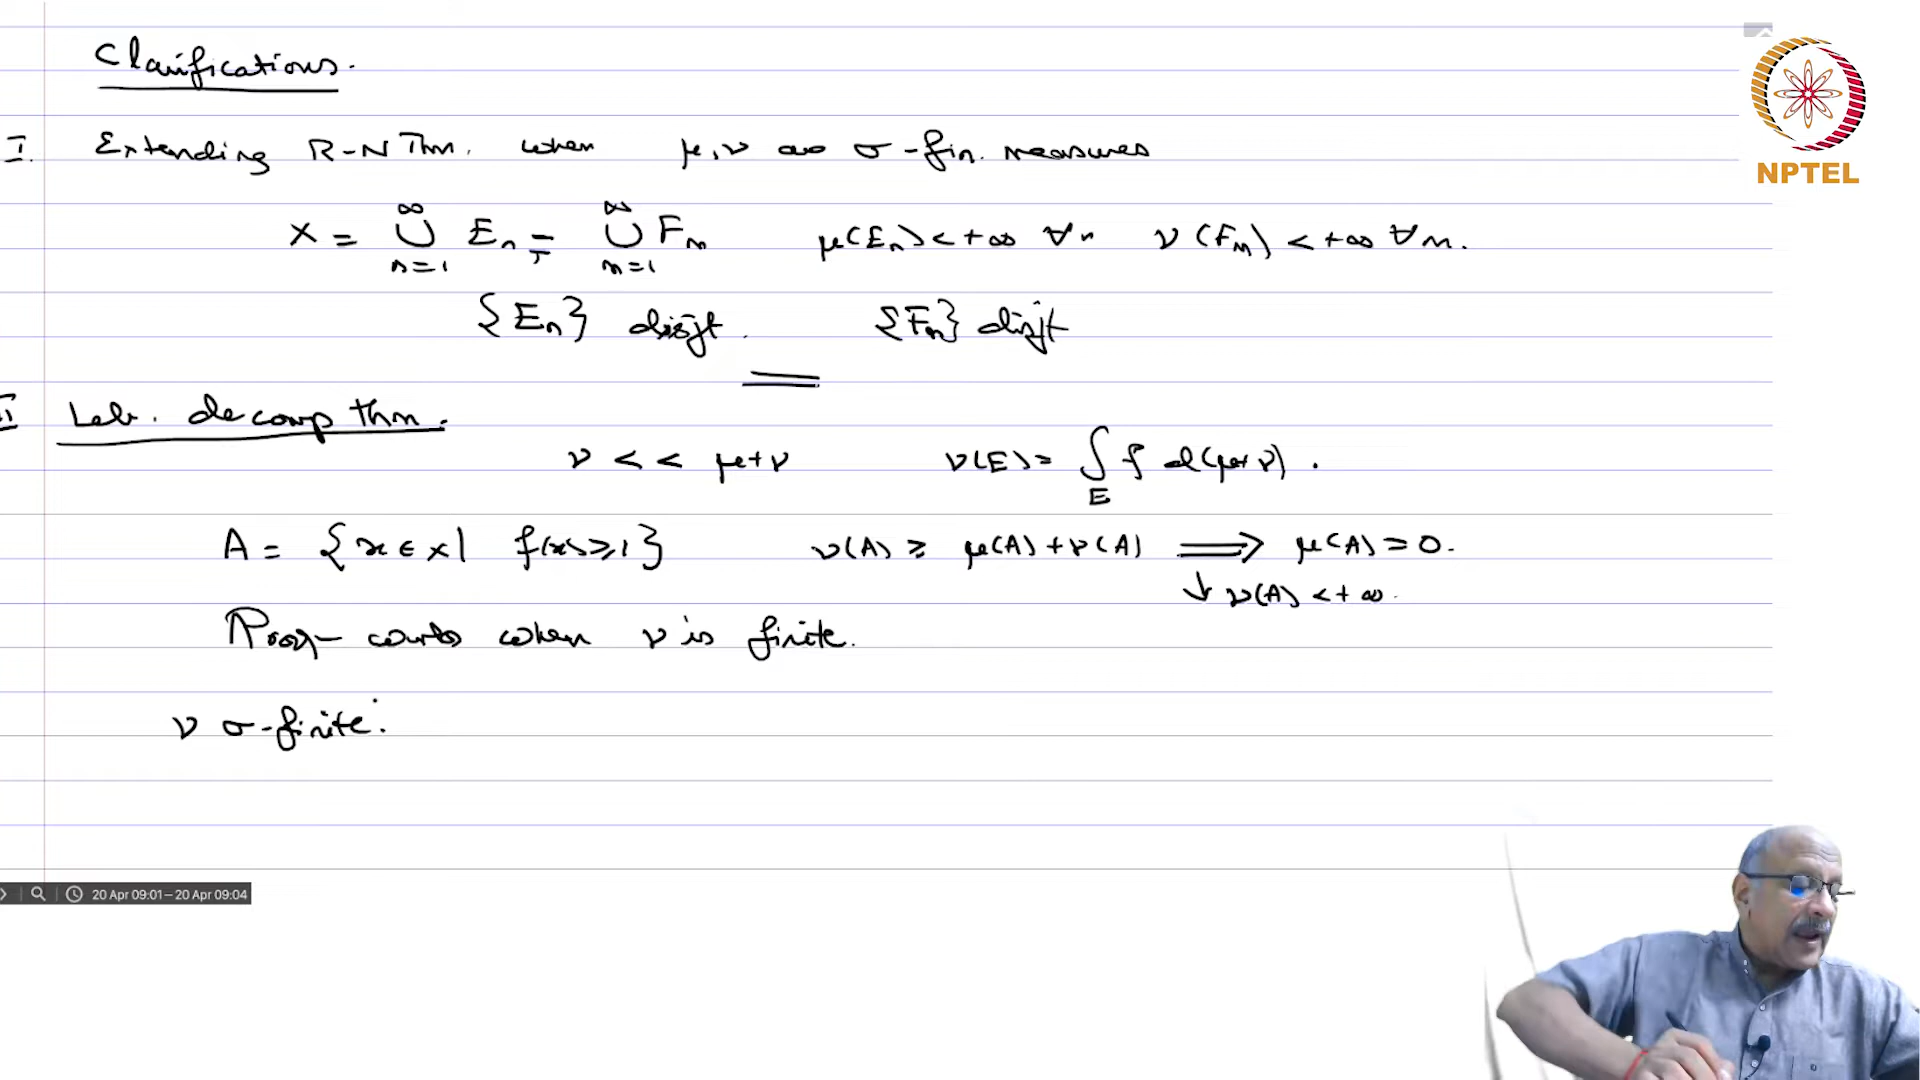 Clarifications.
NPTEL
I. Extending R-N Thm. when μ, ν are σ-fin. measures
X = ∞ ∪ n=1 E_n = ∞ ∪ m=1 F_m μ(E_n) < +∞ ∀n ν(F_m) < +∞ ∀m.
{E_n} disjt. {F_m} disjt
II Leb. decomp thm.
ν << μ+ν ν(E) = ∫_E f d(μ+ν).
A = {x ∈ X | f(x) ≥ 1} ν(A) ≥ μ(A) + ν(A) ⟹ μ(A) = 0.
↓ ν(A) < +∞.
Proof works when ν is finite.
ν σ-finite:
20 Apr 09:01 – 20 Apr 09:04